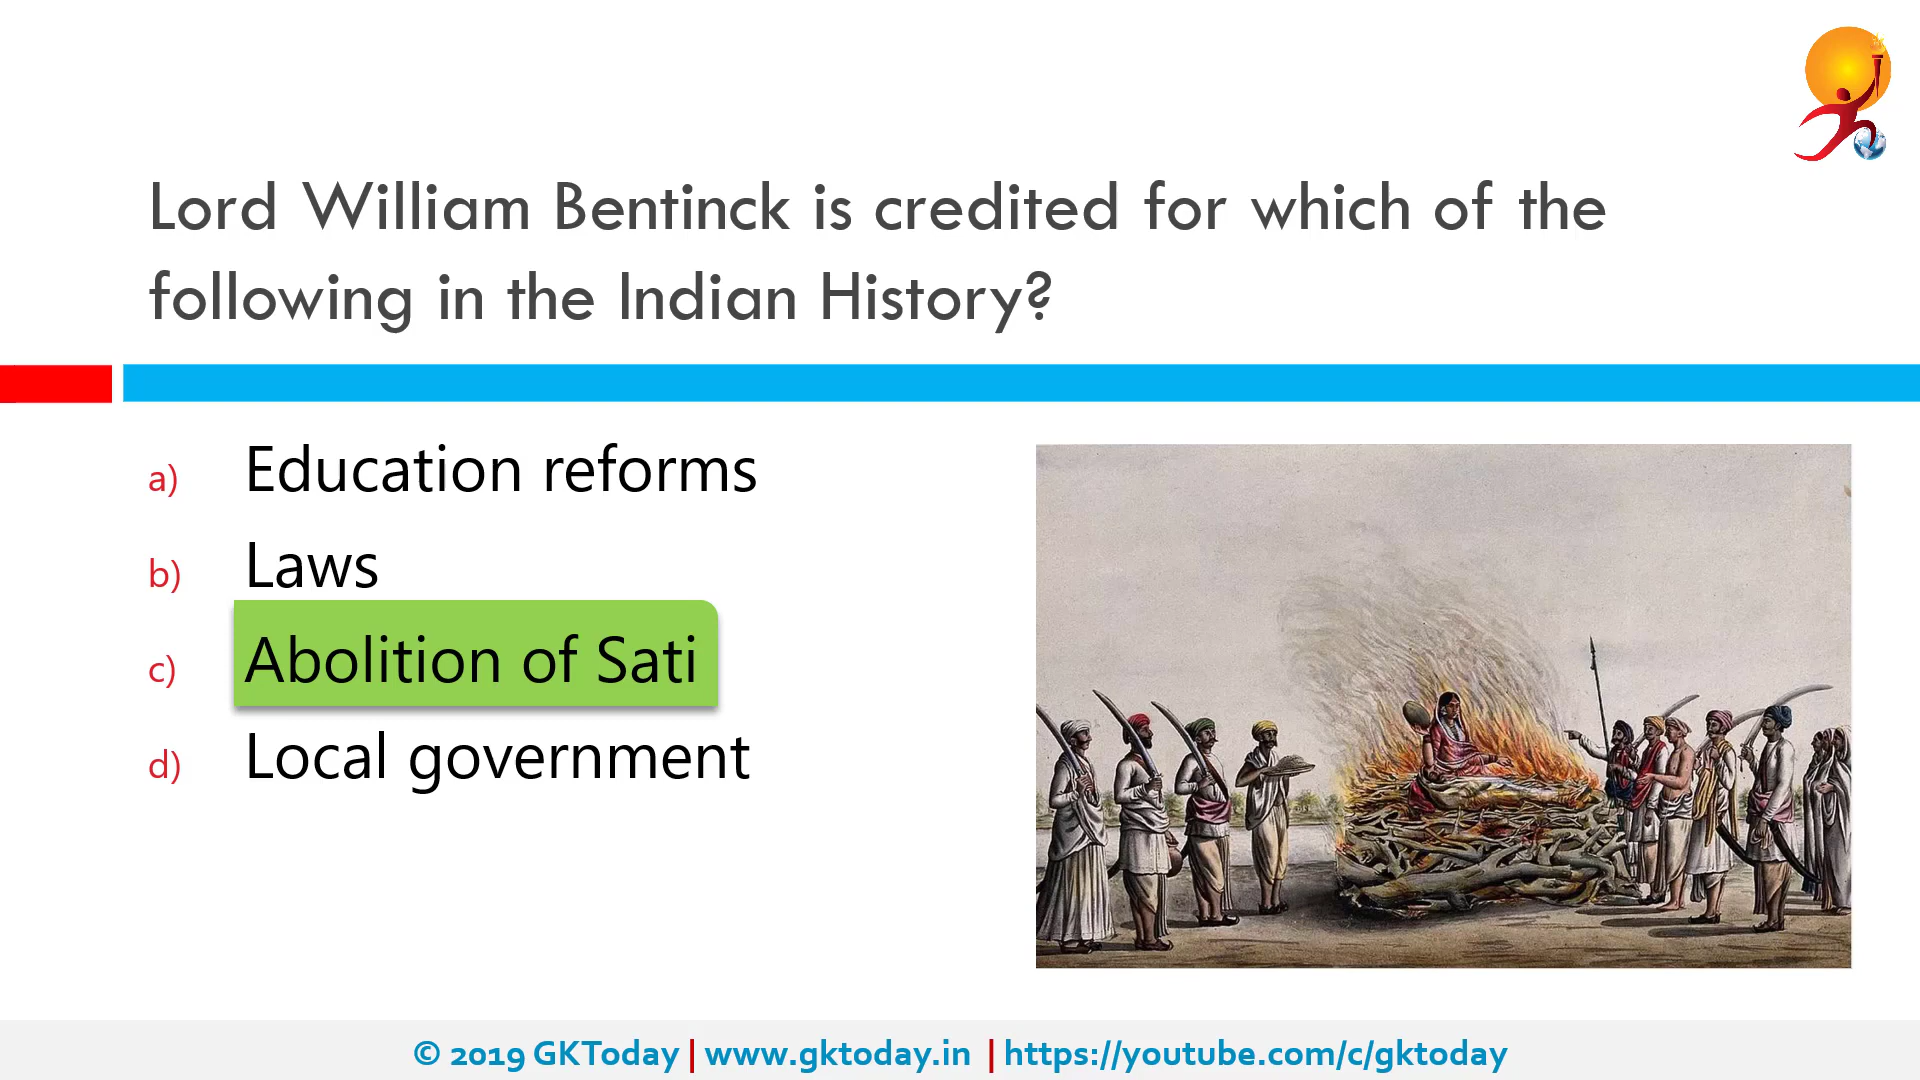 Lord William Bentinck is credited for which of the
following in the Indian History?
a) Education reforms
b) Laws
c) Abolition of Sati
d) Local government
© 2019 GKToday | www.gktoday.in | https://youtube.com/c/gktoday